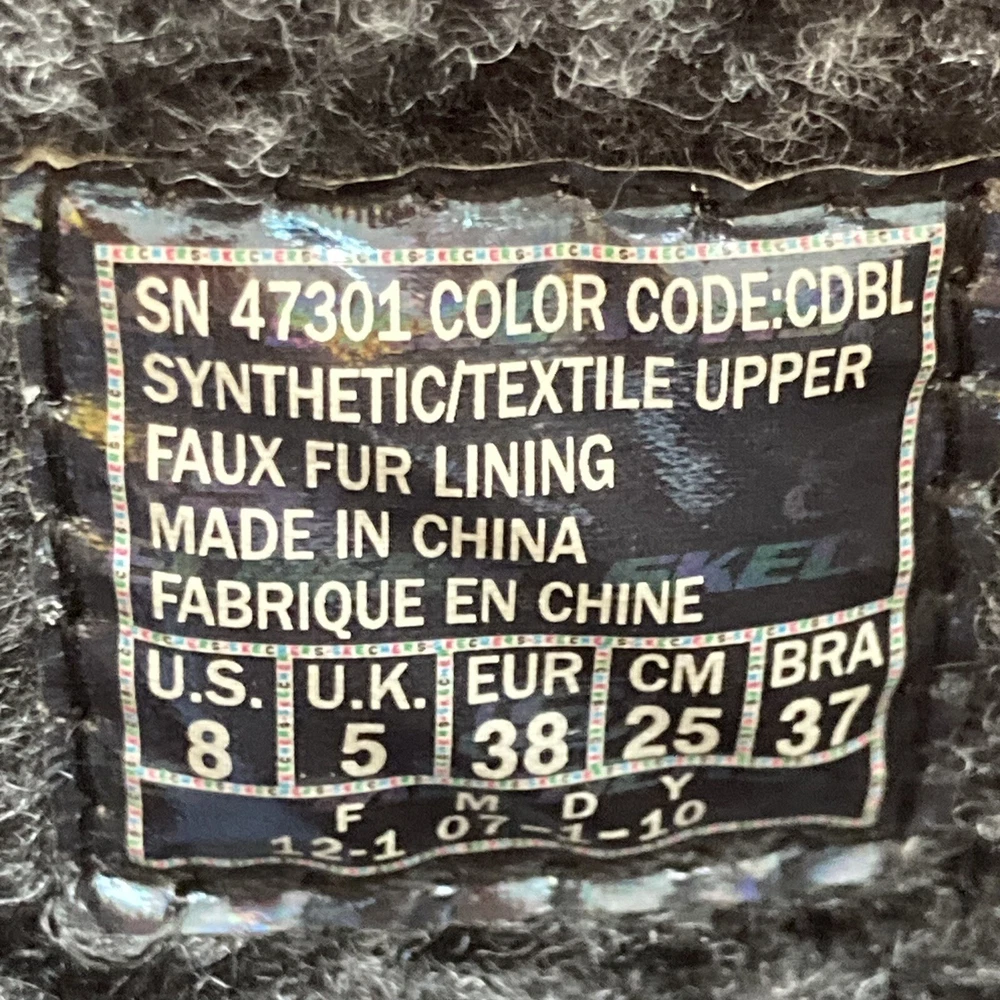 SN 47301 COLOR CODE:CDBL
SYNTHETIC/TEXTILE UPPER
FAUX FUR LINING
MADE IN CHINA
FABRIQUE EN CHINE
U.S. U.K. EUR CM BRA
8 5 38 25 37
F M D Y
12-1 07-1-10